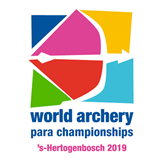 world archery
para championships
's-Hertogenbosch 2019